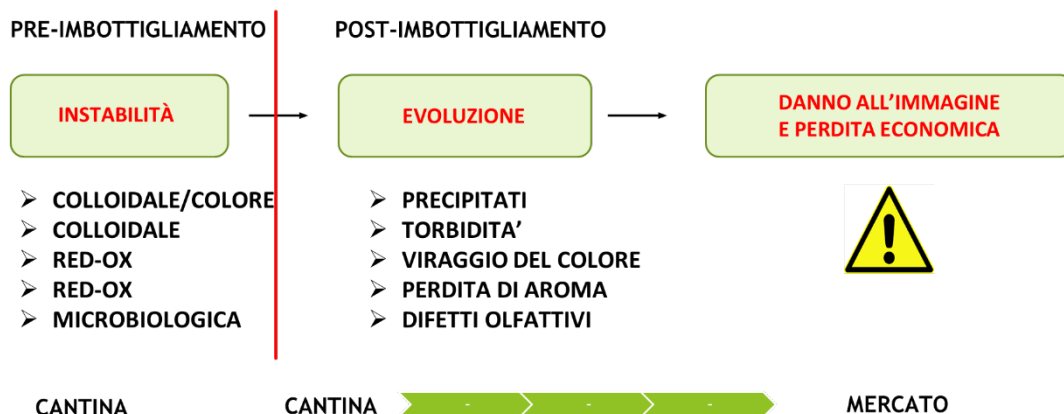 PRE-IMBOTTIGLIAMENTO
POST-IMBOTTIGLIAMENTO
INSTABILITÀ
EVOLUZIONE
DANNO ALL'IMMAGINE
E PERDITA ECONOMICA
COLLOIDALE/COLORE
COLLOIDALE
RED-OX
RED-OX
MICROBIOLOGICA
PRECIPITATI
TORBIDITA'
VIRAGGIO DEL COLORE
PERDITA DI AROMA
DIFETTI OLFATTIVI
!
CANTINA
CANTINA
- - -
MERCATO